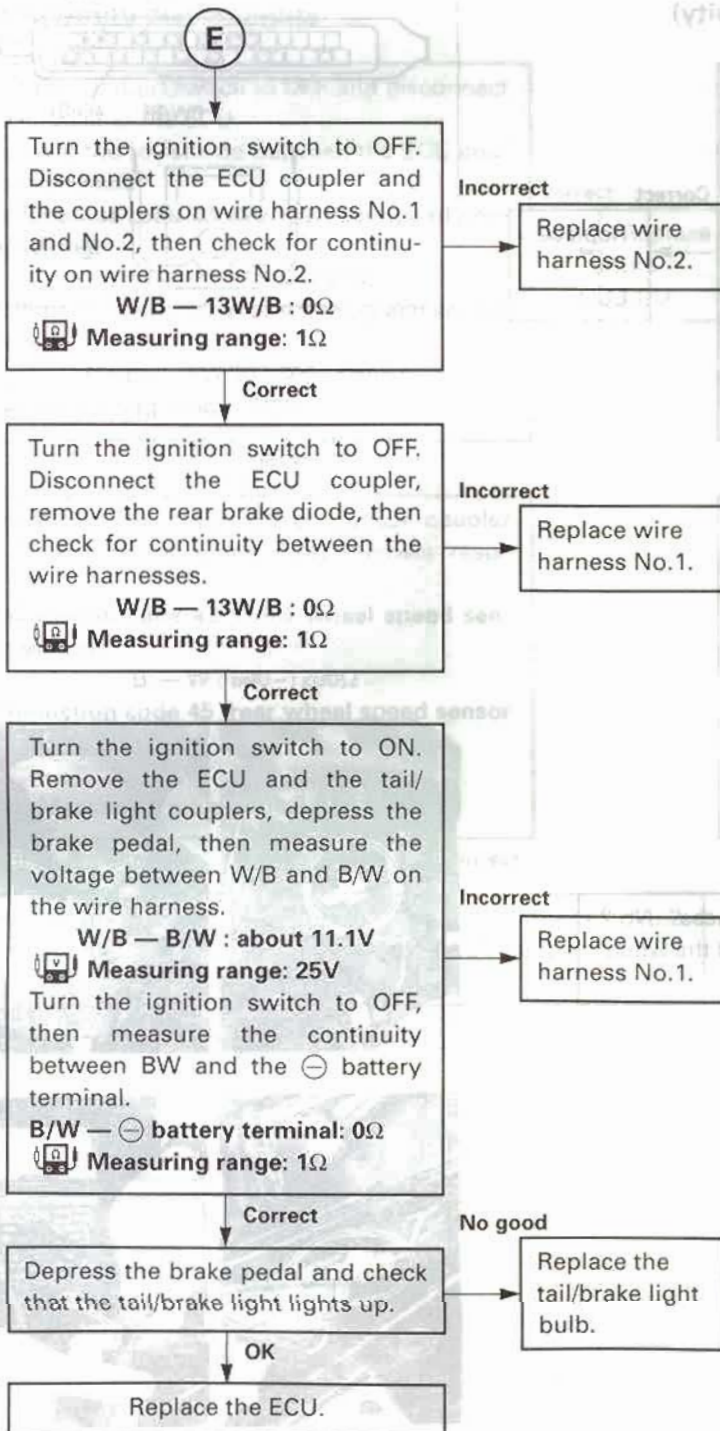 E
Turn the ignition switch to OFF.
Disconnect the ECU coupler and
the couplers on wire harness No.1
and No.2, then check for continu-
ity on wire harness No.2.
W/B — 13W/B : 0Ω
Ω Measuring range: 1Ω
Incorrect
Replace wire
harness No.2.
Correct
Turn the ignition switch to OFF.
Disconnect the ECU coupler,
remove the rear brake diode, then
check for continuity between the
wire harnesses.
W/B — 13W/B : 0Ω
Ω Measuring range: 1Ω
Incorrect
Replace wire
harness No.1.
Correct
Turn the ignition switch to ON.
Remove the ECU and the tail/
brake light couplers, depress the
brake pedal, then measure the
voltage between W/B and B/W on
the wire harness.
W/B — B/W : about 11.1V
V Measuring range: 25V
Turn the ignition switch to OFF,
then measure the continuity
between BW and the ⊖ battery
terminal.
B/W — ⊖ battery terminal: 0Ω
Ω Measuring range: 1Ω
Incorrect
Replace wire
harness No.1.
Correct
Depress the brake pedal and check
that the tail/brake light lights up.
No good
Replace the
tail/brake light
bulb.
OK
Replace the ECU.